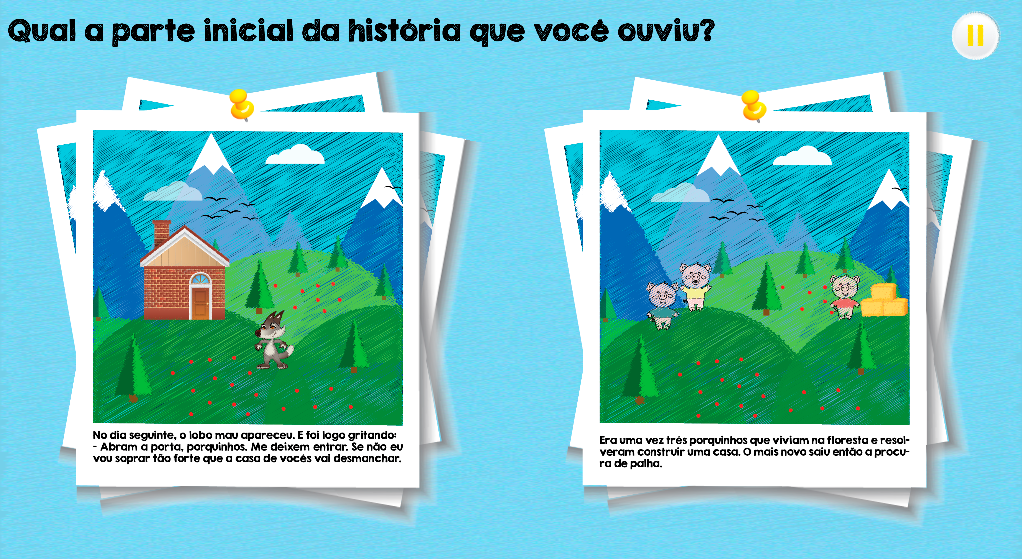 Qual a parte inicial da história que você ouviu?
No dia seguinte, o lobo mau apareceu. E foi logo gritando:
- Abram a porta, porquinhos. Me deixem entrar. Se não eu
vou soprar tão forte que a casa de vocês vai desmanchar.
Era uma vez três porquinhos que viviam na floresta e resol-
veram construir uma casa. O mais novo saiu então a procu-
ra de palha.